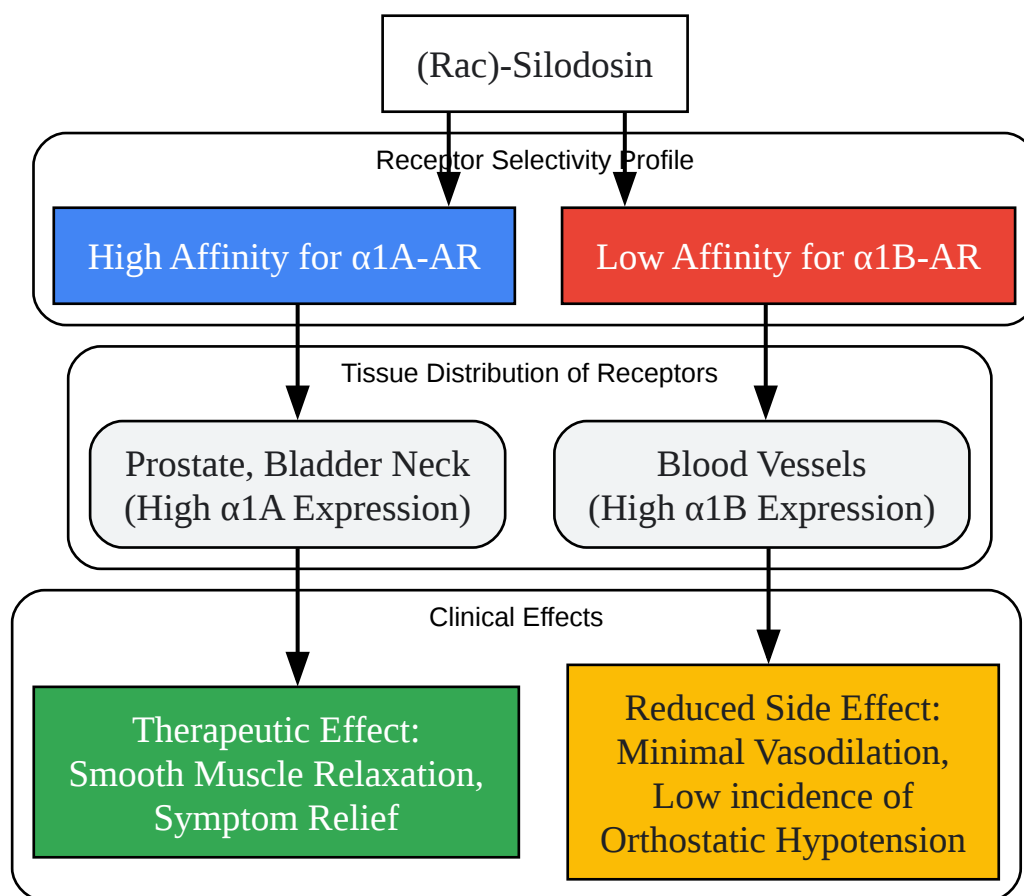 (Rac)-Silodosin
Receptor Selectivity Profile
High Affinity for α1A-AR
Low Affinity for α1B-AR
Tissue Distribution of Receptors
Prostate, Bladder Neck
(High α1A Expression)
Blood Vessels
(High α1B Expression)
Clinical Effects
Therapeutic Effect:
Smooth Muscle Relaxation,
Symptom Relief
Reduced Side Effect:
Minimal Vasodilation,
Low incidence of
Orthostatic Hypotension